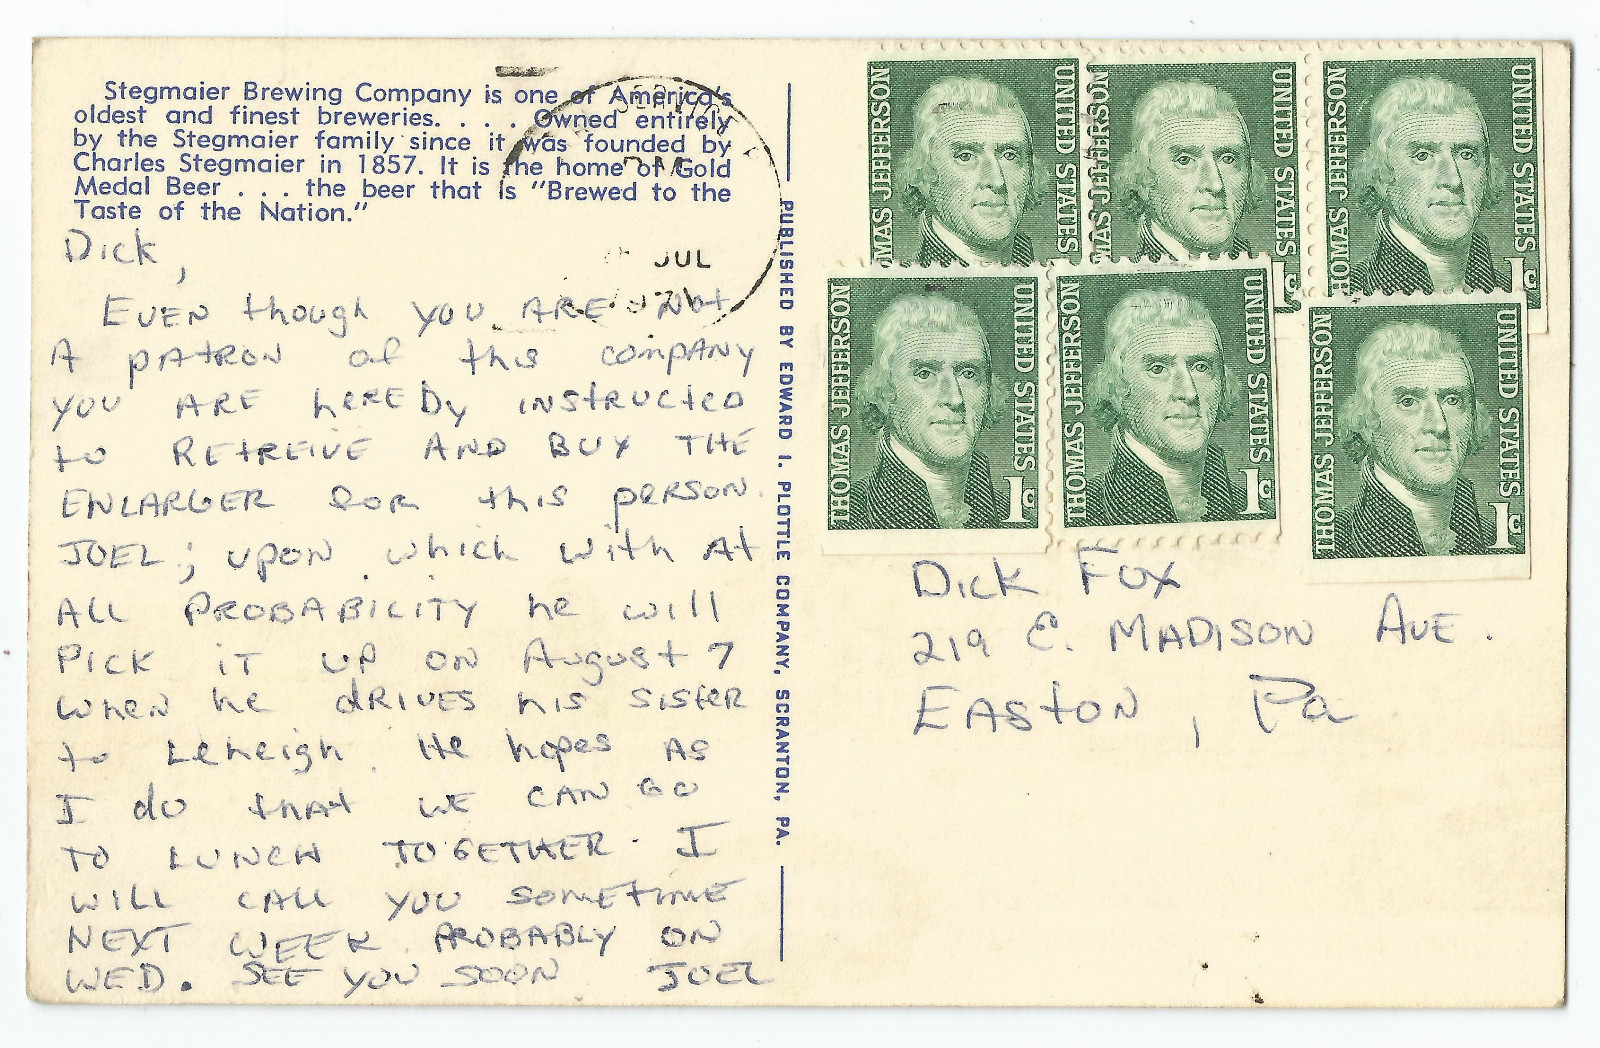 Stegmaier Brewing Company is one of America's
oldest and finest breweries. . . . Owned entirely
by the Stegmaier family since it was founded by
Charles Stegmaier in 1857. It is the home of Gold
Medal Beer . . . the beer that is "Brewed to the
Taste of the Nation."
Dick,
EVEN though YOU ARE Not
A PATRON of this COMPANY
YOU ARE hEREBy INSTRUCTED
to RETREIVE AND BUY THE
ENLARGER FOR this PERSON.
JOEL; UPON which with At
ALL PROBABILITY he will
PICK IT UP ON August 7
WHEN he dRIVES his SISTER
to Leheigh. He hopes AS
I do that WE CAN GO
TO LUNCH TOGETHER. I
WILL CALL YOU SOMETIME
NEXT WEEK. PROBABLY ON
WED. SEE YOU SOON JOEL
PUBLISHED BY EDWARD I. PLOTTLE COMPANY, SCRANTON, PA.
PM
JUL
1971
THOMAS JEFFERSON UNITED STATES
THOMAS JEFFERSON UNITED STATES 1c
THOMAS JEFFERSON UNITED STATES 1c
THOMAS JEFFERSON UNITED STATES 1c
THOMAS JEFFERSON UNITED STATES 1c
THOMAS JEFFERSON UNITED STATES 1c
Dick Fox
219 E. MADISON AVE.
EASTON, Pa